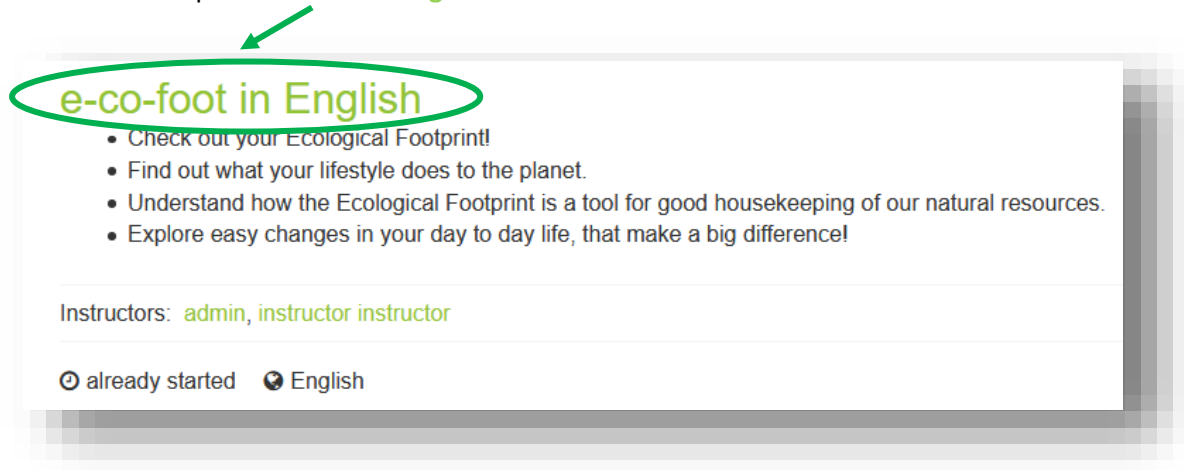 e-co-foot in English
• Check out your Ecological Footprint!
• Find out what your lifestyle does to the planet.
• Understand how the Ecological Footprint is a tool for good housekeeping of our natural resources.
• Explore easy changes in your day to day life, that make a big difference!
Instructors: admin, instructor instructor
already started English